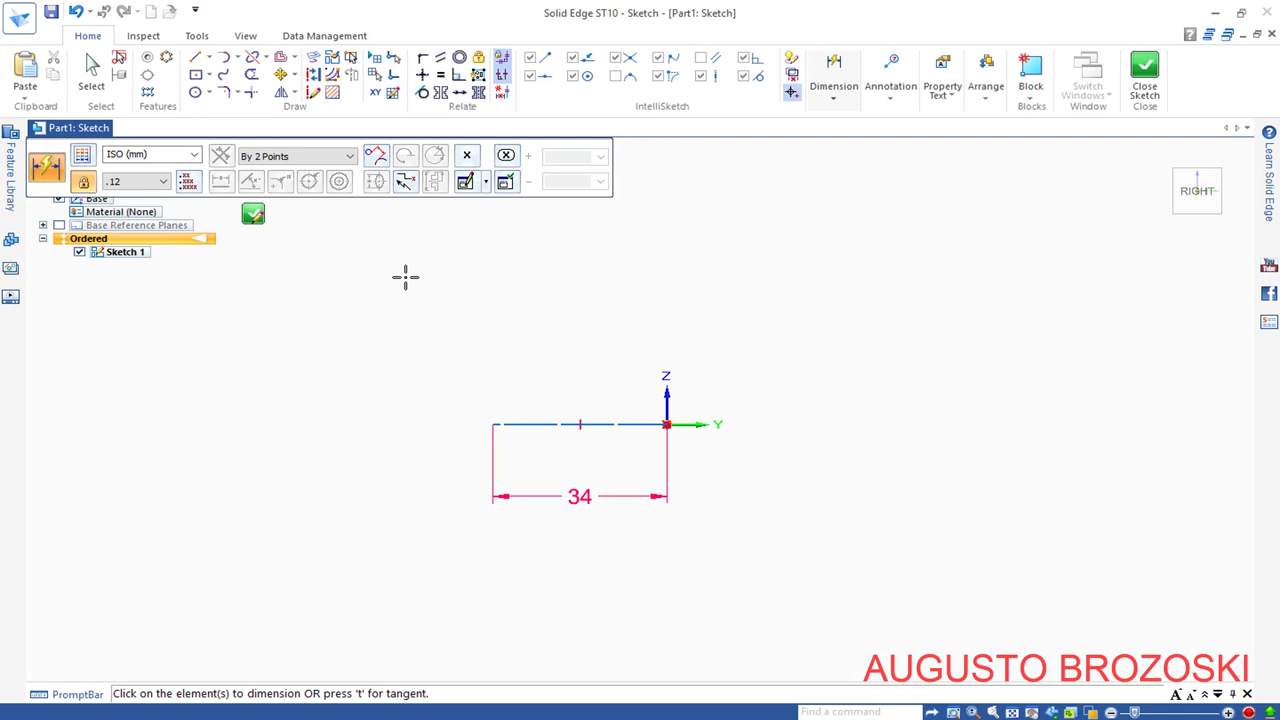 Solid Edge ST10 - Sketch - [Part1: Sketch]
Home Inspect Tools View Data Management
Paste Select Dimension Annotation Property Text Arrange Block Switch Windows Close Sketch
Clipboard Select Features Draw Relate IntelliSketch Blocks Window Close
Part1: Sketch
ISO (mm) By 2 Points
.12
Base
Material (None)
Base Reference Planes
Ordered
Sketch 1
Feature Library
Learn Solid Edge
You Tube
RIGHT
Z
Y
34
AUGUSTO BROZOSKI
PromptBar Click on the element(s) to dimension OR press 't' for tangent.
Find a command